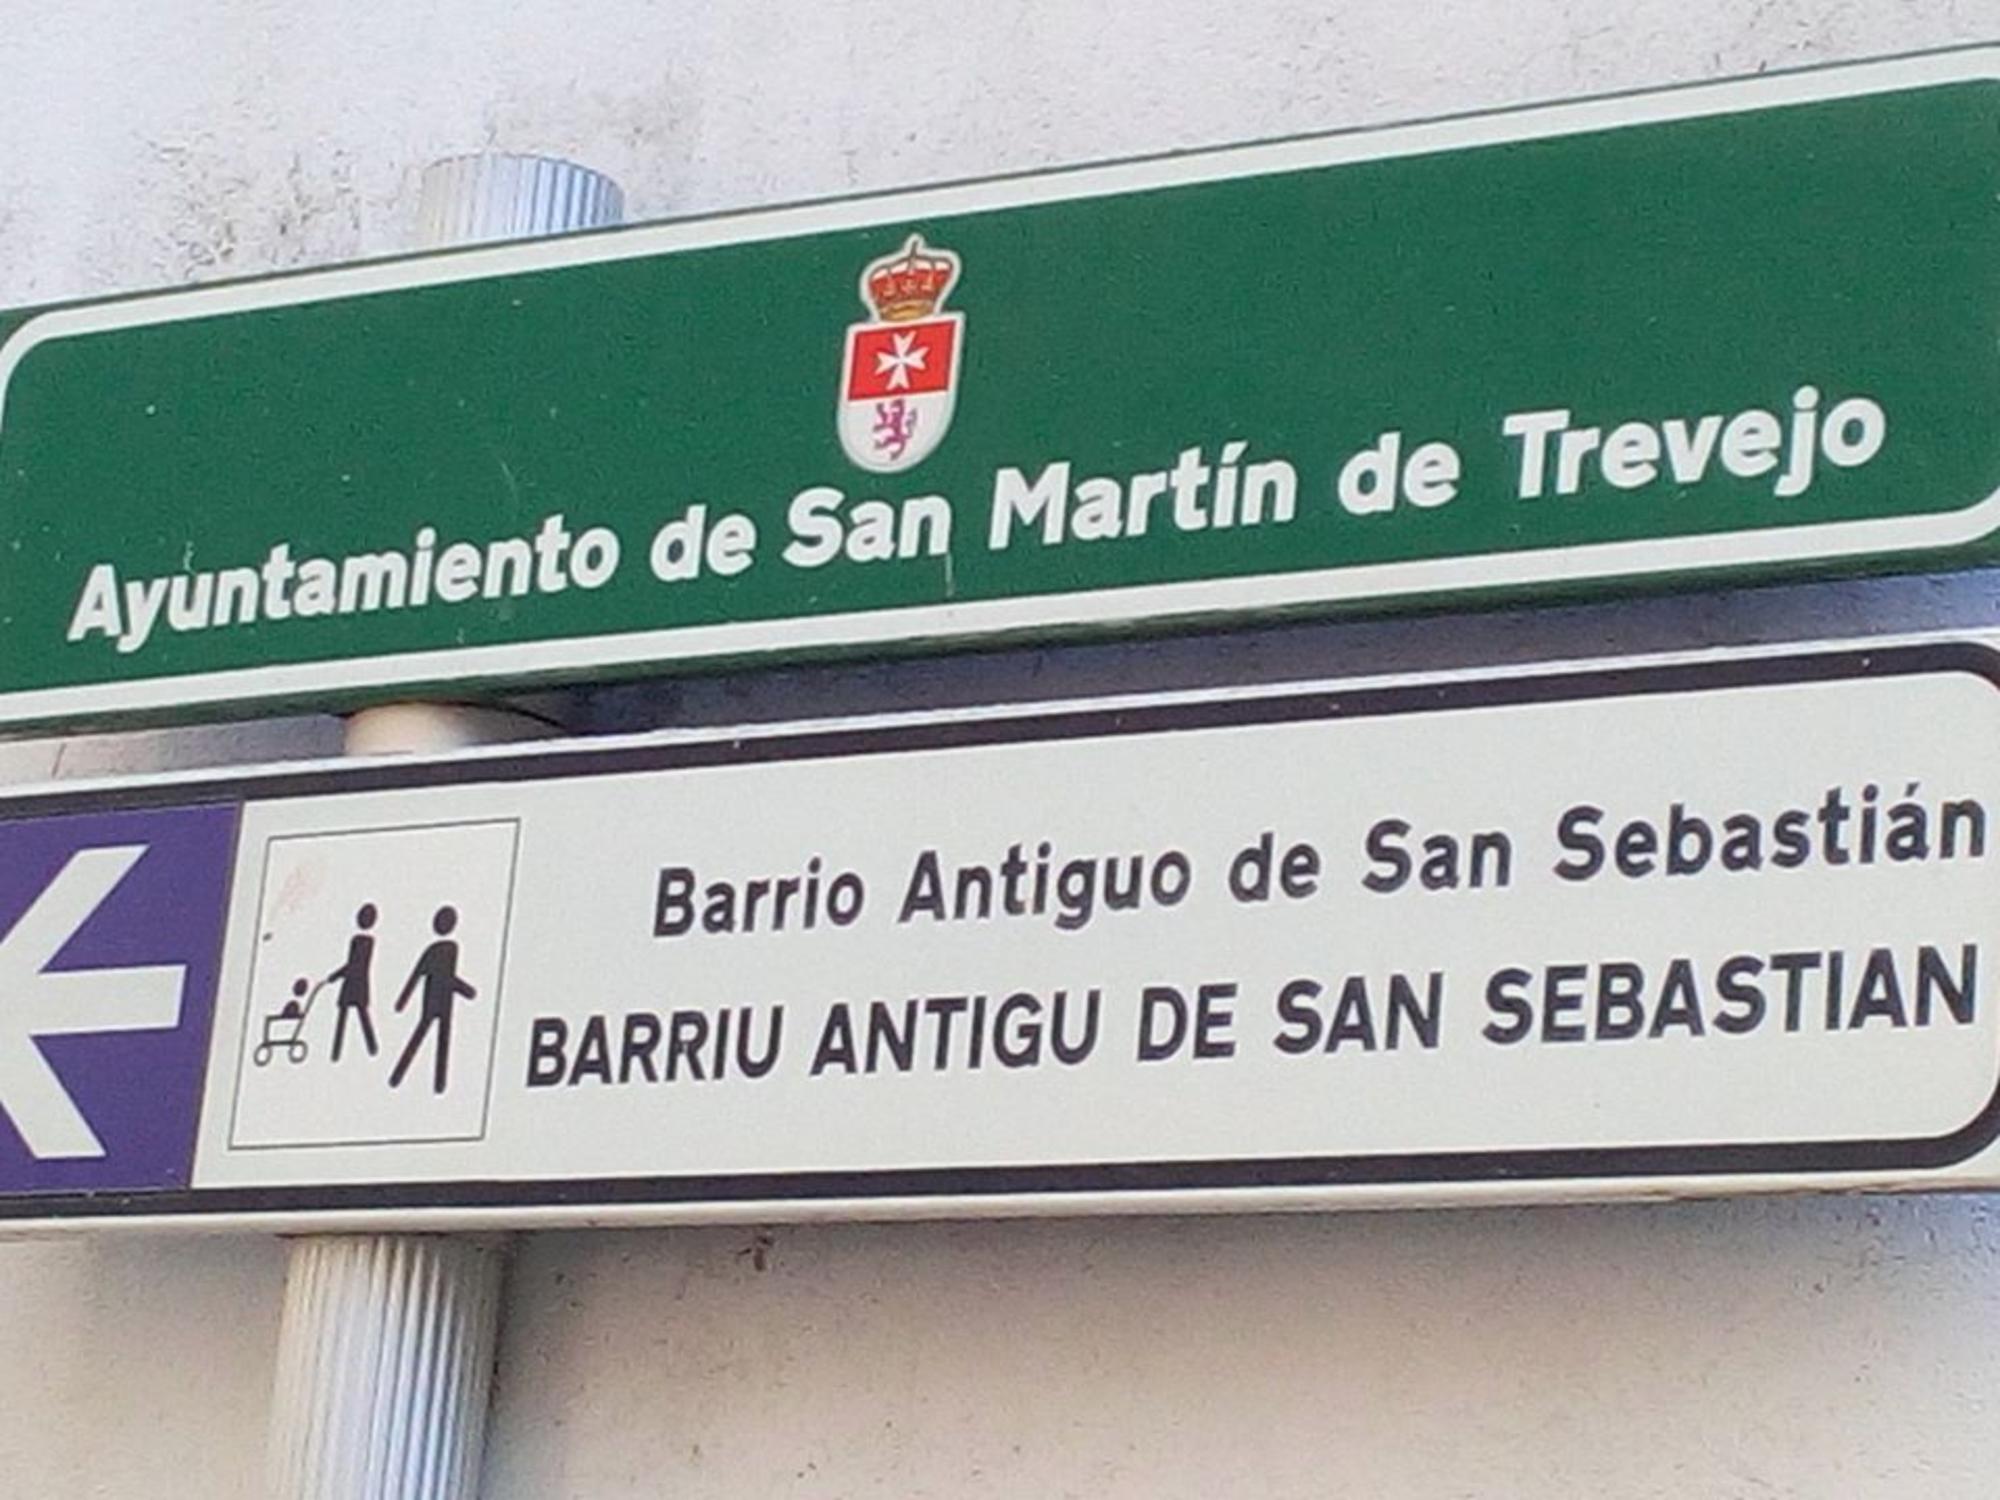 Ayuntamiento de San Martín de Trevejo
Barrio Antiguo de San Sebastián
BARRIU ANTIGU DE SAN SEBASTIAN